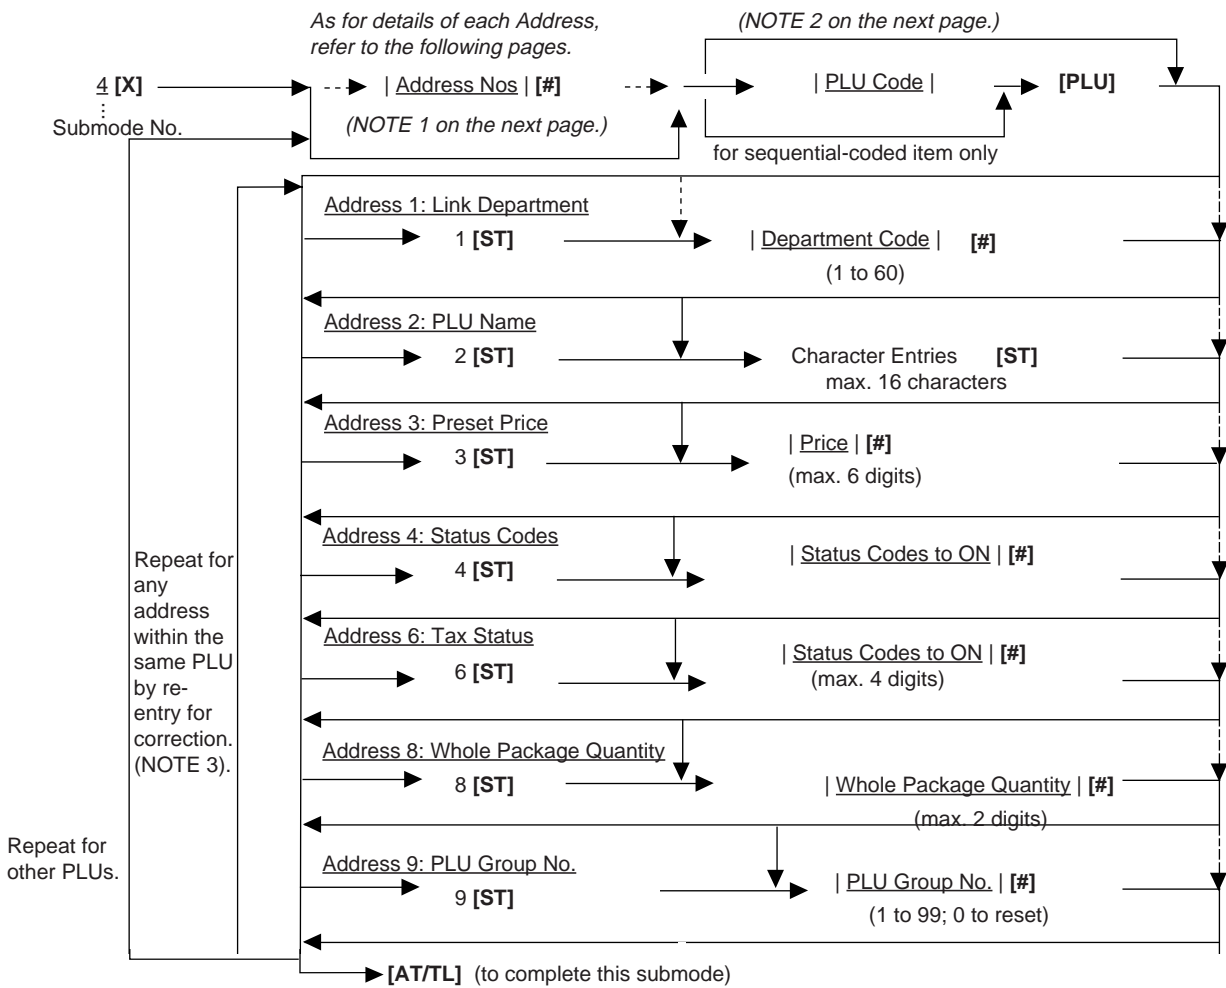 As for details of each Address,
refer to the following pages.
(NOTE 2 on the next page.)
4 [X]
| Address Nos | [#]
| PLU Code |
[PLU]
Submode No.
(NOTE 1 on the next page.)
for sequential-coded item only
Address 1: Link Department
1 [ST]
| Department Code | [#]
(1 to 60)
Address 2: PLU Name
2 [ST]
Character Entries [ST]
max. 16 characters
Address 3: Preset Price
3 [ST]
| Price | [#]
(max. 6 digits)
Address 4: Status Codes
4 [ST]
| Status Codes to ON | [#]
Address 6: Tax Status
6 [ST]
| Status Codes to ON | [#]
(max. 4 digits)
Address 8: Whole Package Quantity
8 [ST]
| Whole Package Quantity | [#]
(max. 2 digits)
Address 9: PLU Group No.
9 [ST]
| PLU Group No. | [#]
(1 to 99; 0 to reset)
Repeat for
any
address
within the
same PLU
by re-
entry for
correction.
(NOTE 3).
Repeat for
other PLUs.
[AT/TL] (to complete this submode)